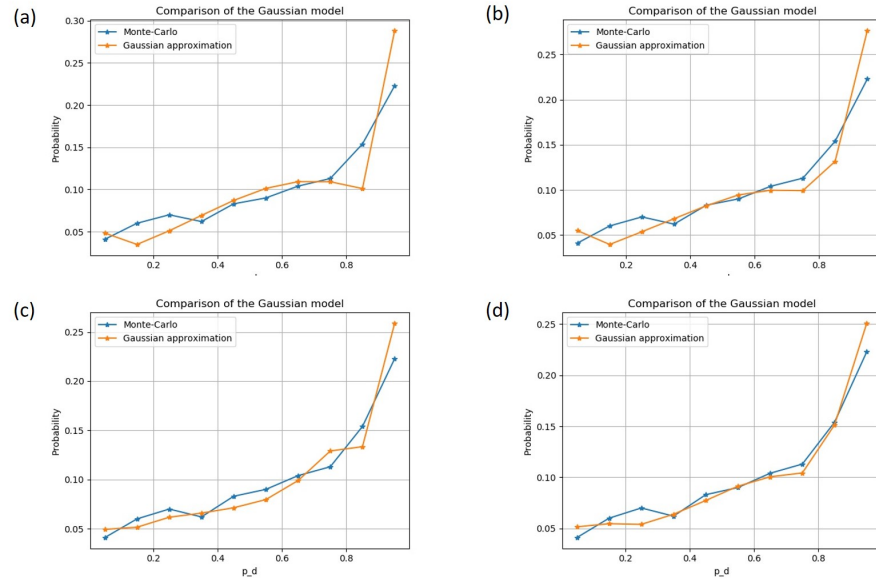 (a)
Comparison of the Gaussian model
Monte-Carlo
Gaussian approximation
Probability
0.30
0.25
0.20
0.15
0.10
0.05
0.2 0.4 0.6 0.8
(b)
Comparison of the Gaussian model
Monte-Carlo
Gaussian approximation
Probability
0.25
0.20
0.15
0.10
0.05
0.2 0.4 0.6 0.8
(c)
Comparison of the Gaussian model
Monte-Carlo
Gaussian approximation
Probability
0.25
0.20
0.15
0.10
0.05
0.2 0.4 0.6 0.8
p_d
(d)
Comparison of the Gaussian model
Monte-Carlo
Gaussian approximation
Probability
0.25
0.20
0.15
0.10
0.05
0.2 0.4 0.6 0.8
p_d